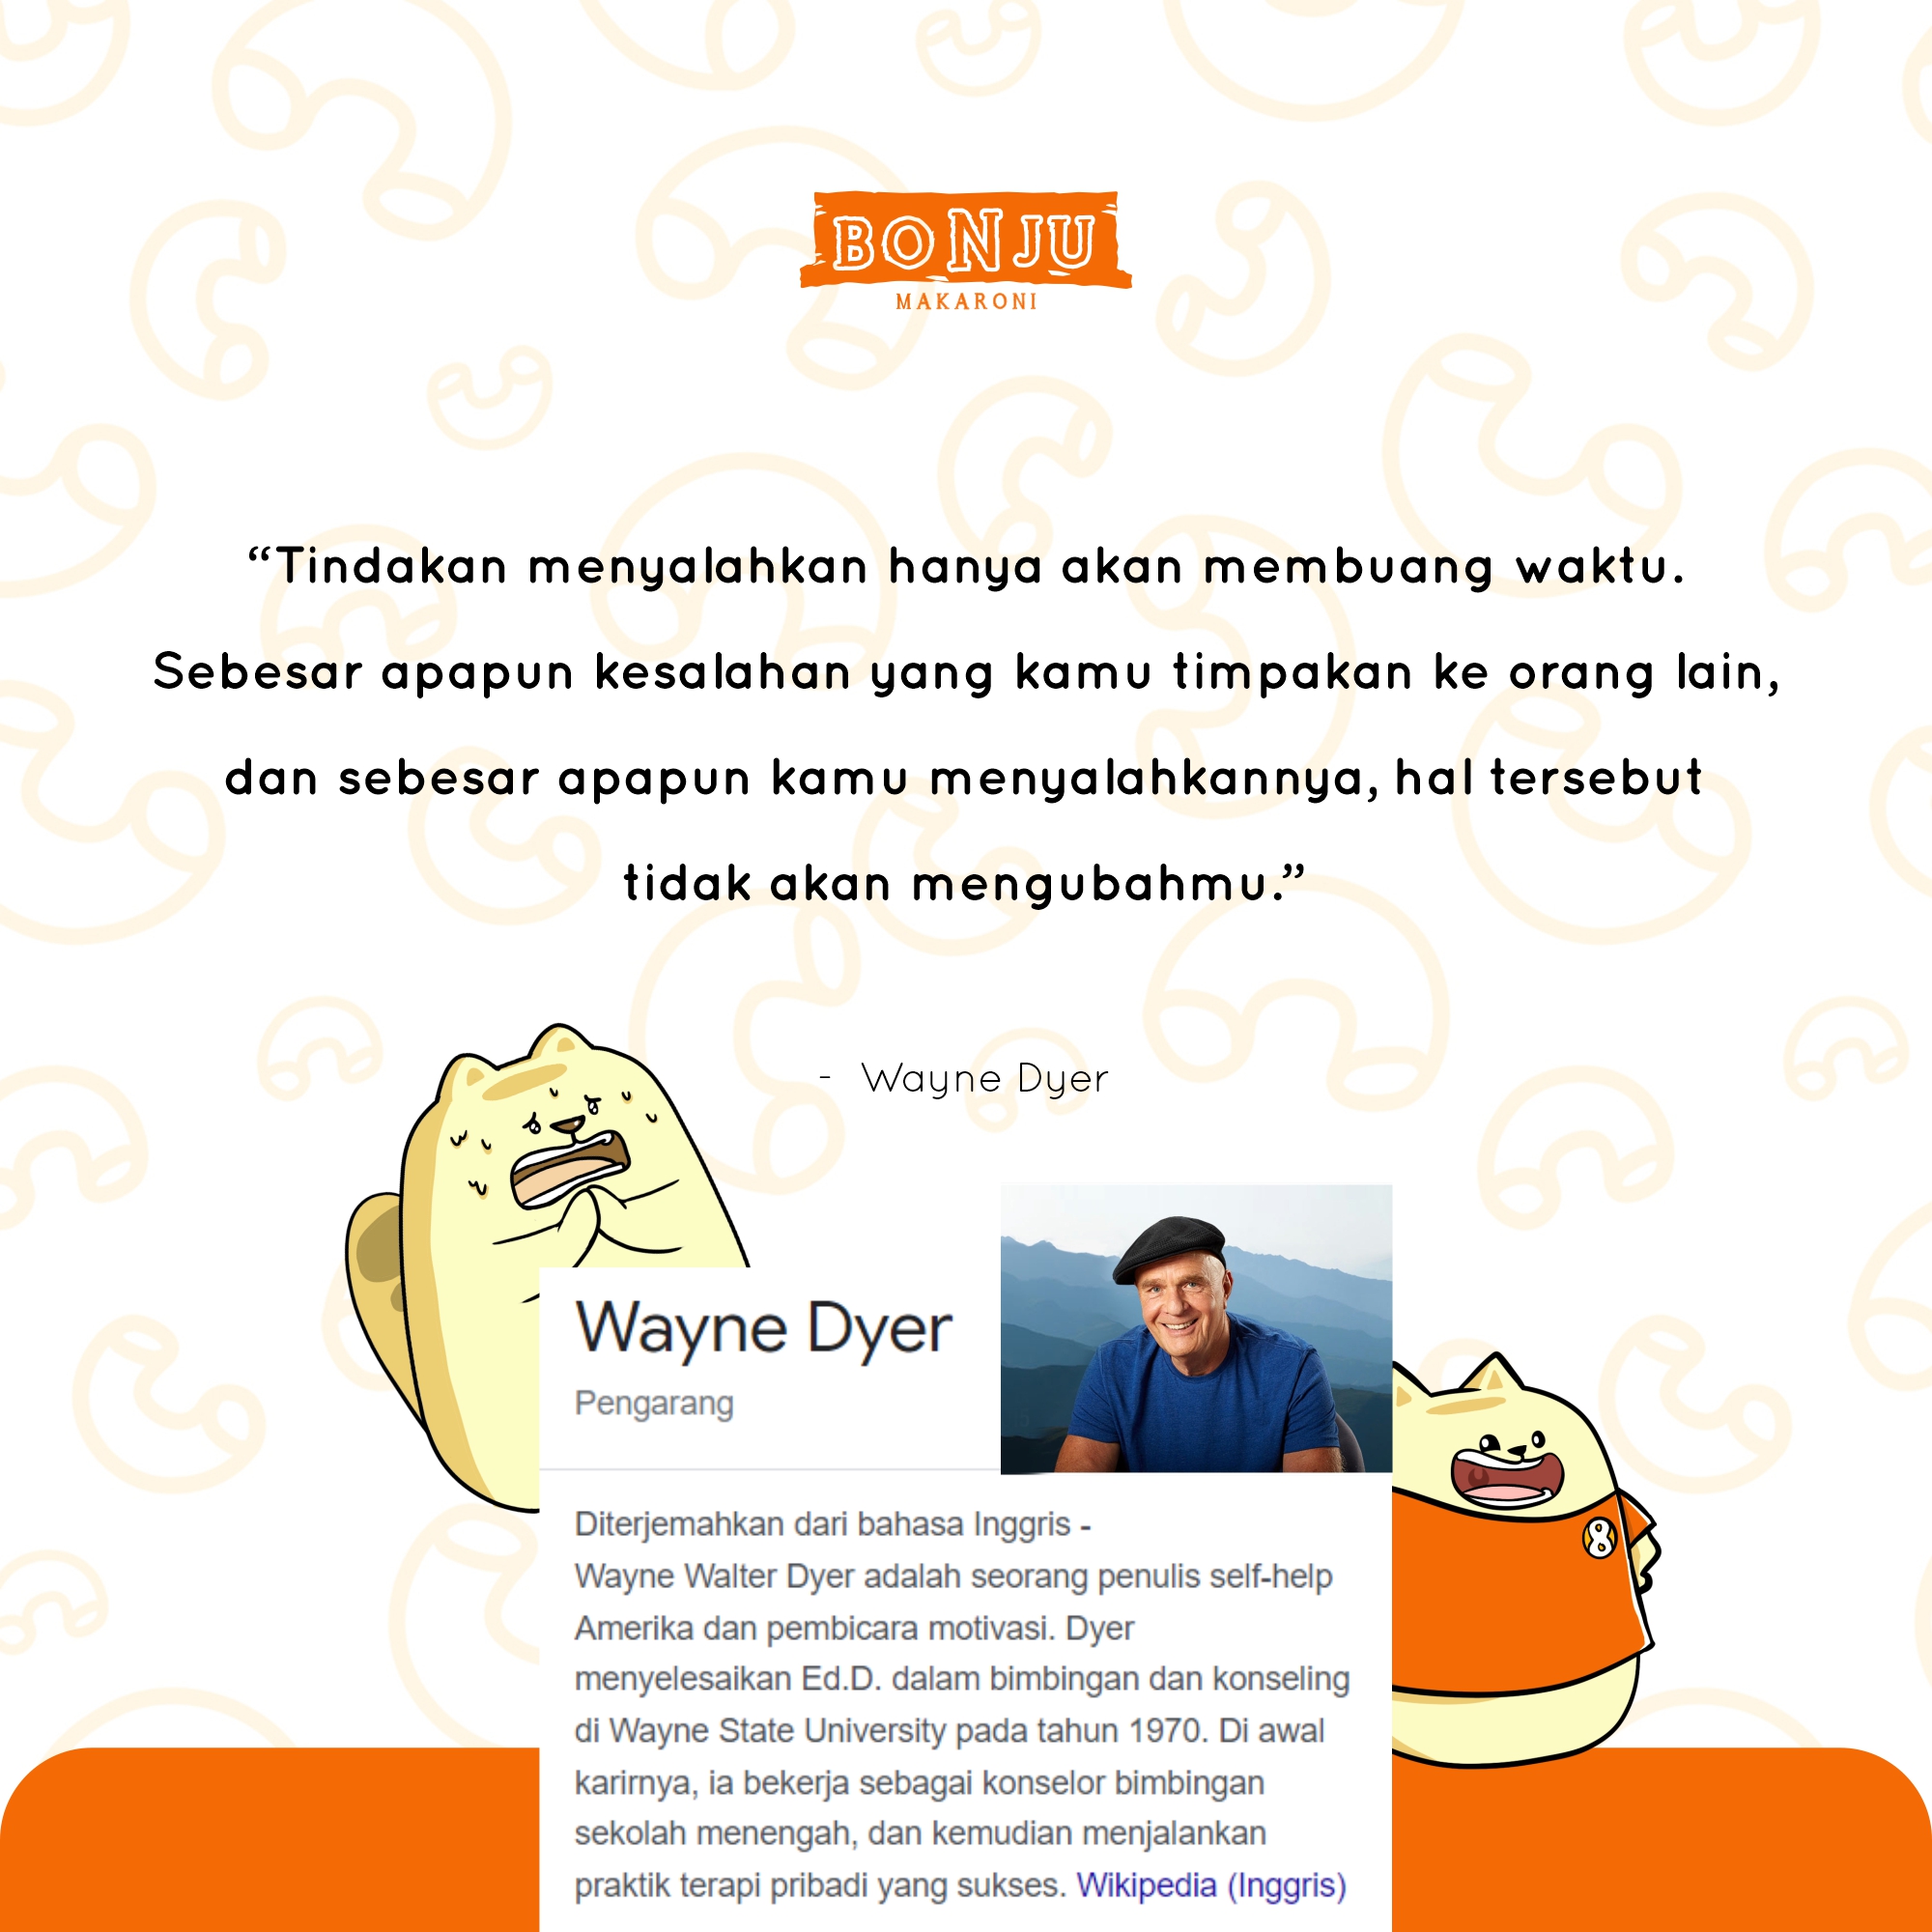 BONJU
MAKARONI
“Tindakan menyalahkan hanya akan membuang waktu.
Sebesar apapun kesalahan yang kamu timpakan ke orang lain,
dan sebesar apapun kamu menyalahkannya, hal tersebut
tidak akan mengubahmu.”
- Wayne Dyer
Wayne Dyer
Pengarang
8
Diterjemahkan dari bahasa Inggris -
Wayne Walter Dyer adalah seorang penulis self-help
Amerika dan pembicara motivasi. Dyer
menyelesaikan Ed.D. dalam bimbingan dan konseling
di Wayne State University pada tahun 1970. Di awal
karirnya, ia bekerja sebagai konselor bimbingan
sekolah menengah, dan kemudian menjalankan
praktik terapi pribadi yang sukses. Wikipedia (Inggris)